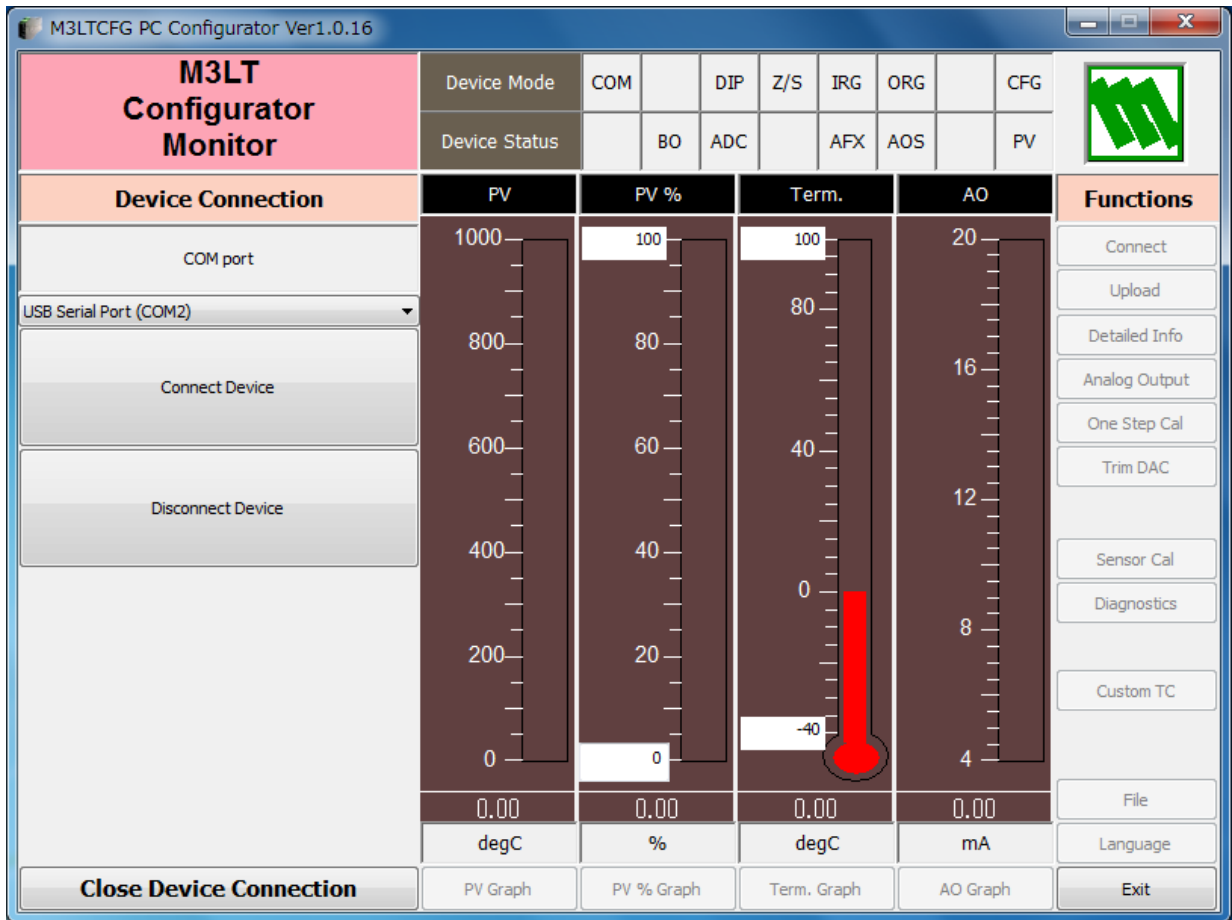 M3LTCFG PC Configurator Ver1.0.16
M3LT
Configurator
Monitor
Device Mode
COM
DIP
Z/S
IRG
ORG
CFG
Device Status
BO
ADC
AFX
AOS
PV
Device Connection
COM port
USB Serial Port (COM2)
Connect Device
Disconnect Device
Close Device Connection
PV
1000
800
600
400
200
0
0.00
degC
PV Graph
PV %
100
80
60
40
20
0
0.00
%
PV % Graph
Term.
100
80
40
0
-40
0.00
degC
Term. Graph
AO
20
16
12
8
4
0.00
mA
AO Graph
Functions
Connect
Upload
Detailed Info
Analog Output
One Step Cal
Trim DAC
Sensor Cal
Diagnostics
Custom TC
File
Language
Exit